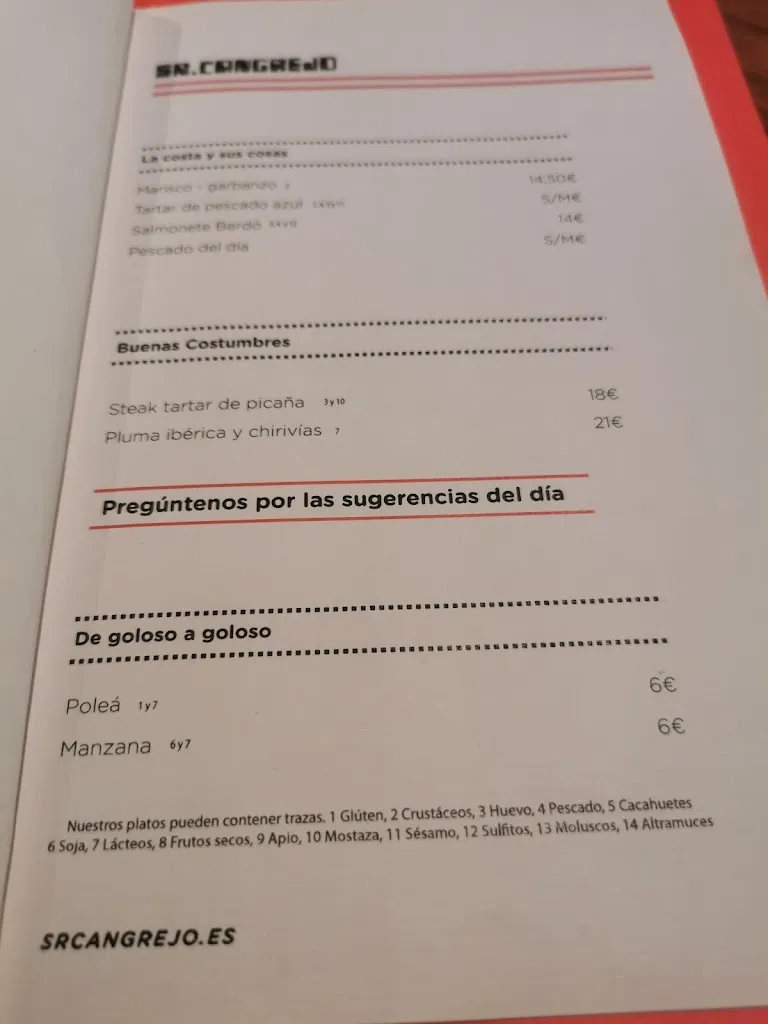 SR.CANGREJO
La costa y sus cosas
Marisco - garbanzo 14,50€
Tartar de pescado azul S/M€
Salmonete Berdó 14€
Pescado del día S/M€
Buenas Costumbres
Steak tartar de picaña 3 y 10 18€
Pluma ibérica y chirivías 7 21€
Pregúntenos por las sugerencias del día
De goloso a goloso
Poleá 1 y 7 6€
Manzana 6 y 7 6€
Nuestros platos pueden contener trazas. 1 Glúten, 2 Crustáceos, 3 Huevo, 4 Pescado, 5 Cacahuetes
6 Soja, 7 Lácteos, 8 Frutos secos, 9 Apio, 10 Mostaza, 11 Sésamo, 12 Sulfitos, 13 Moluscos, 14 Altramuces
SRCANGREJO.ES